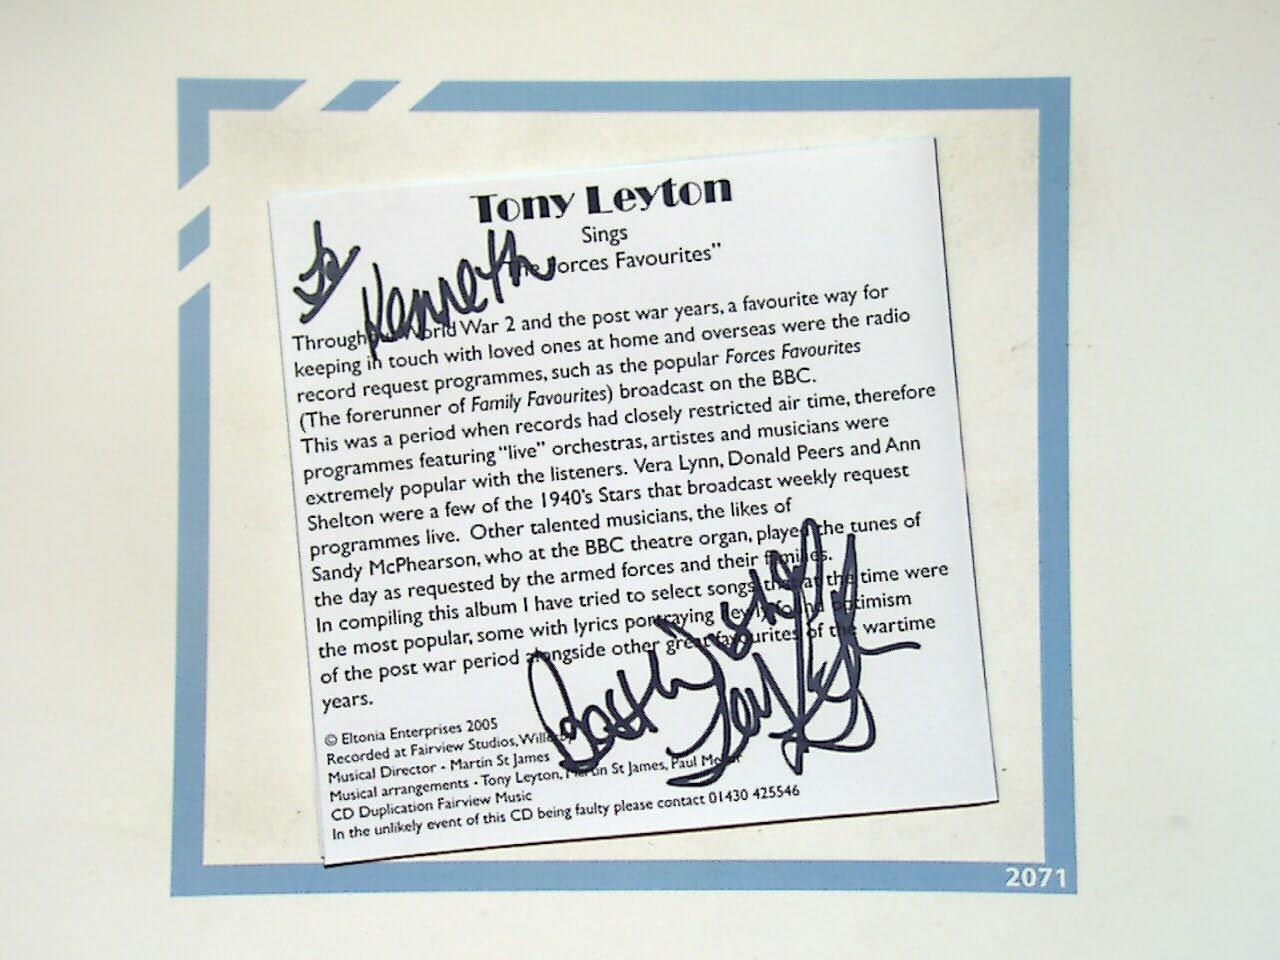 Tony Leyton
Sings
"The Forces Favourites"
To
Kenneth
Throughout World War 2 and the post war years, a favourite way for
keeping in touch with loved ones at home and overseas were the radio
record request programmes, such as the popular Forces Favourites
(The forerunner of Family Favourites) broadcast on the BBC.
This was a period when records had closely restricted air time, therefore
programmes featuring "live" orchestras, artistes and musicians were
extremely popular with the listeners. Vera Lynn, Donald Peers and Ann
Shelton were a few of the 1940's Stars that broadcast weekly request
programmes live. Other talented musicians, the likes of
Sandy McPhearson, who at the BBC theatre organ, played the tunes of
the day as requested by the armed forces and their families.
In compiling this album I have tried to select songs that at the time were
the most popular, some with lyrics portraying newly found optimism
of the post war period alongside other great favourites of the wartime
years.
Best Wishes
© Eltonia Enterprises 2005
Recorded at Fairview Studios, Willerby
Musical Director - Martin St James
Musical arrangements - Tony Leyton, Martin St James, Paul
CD Duplication Fairview Music
In the unlikely event of this CD being faulty please contact 01430 425546
2071